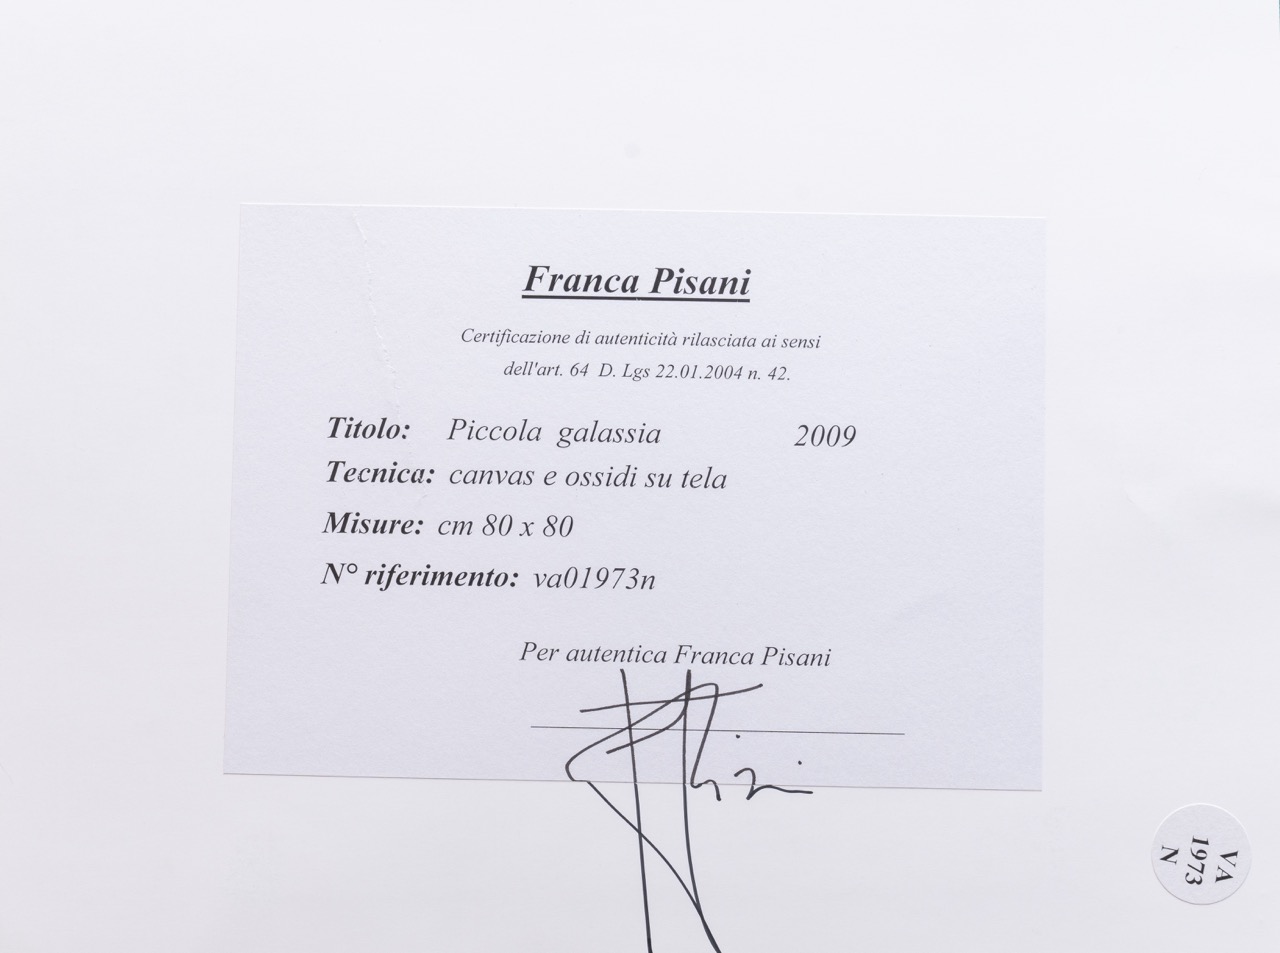 Franca Pisani
Certificazione di autenticità rilasciata ai sensi
dell'art. 64 D. Lgs 22.01.2004 n. 42.
Titolo: Piccola galassia 2009
Tecnica: canvas e ossidi su tela
Misure: cm 80 x 80
N° riferimento: va01973n
Per autentica Franca Pisani
VA
1973
N